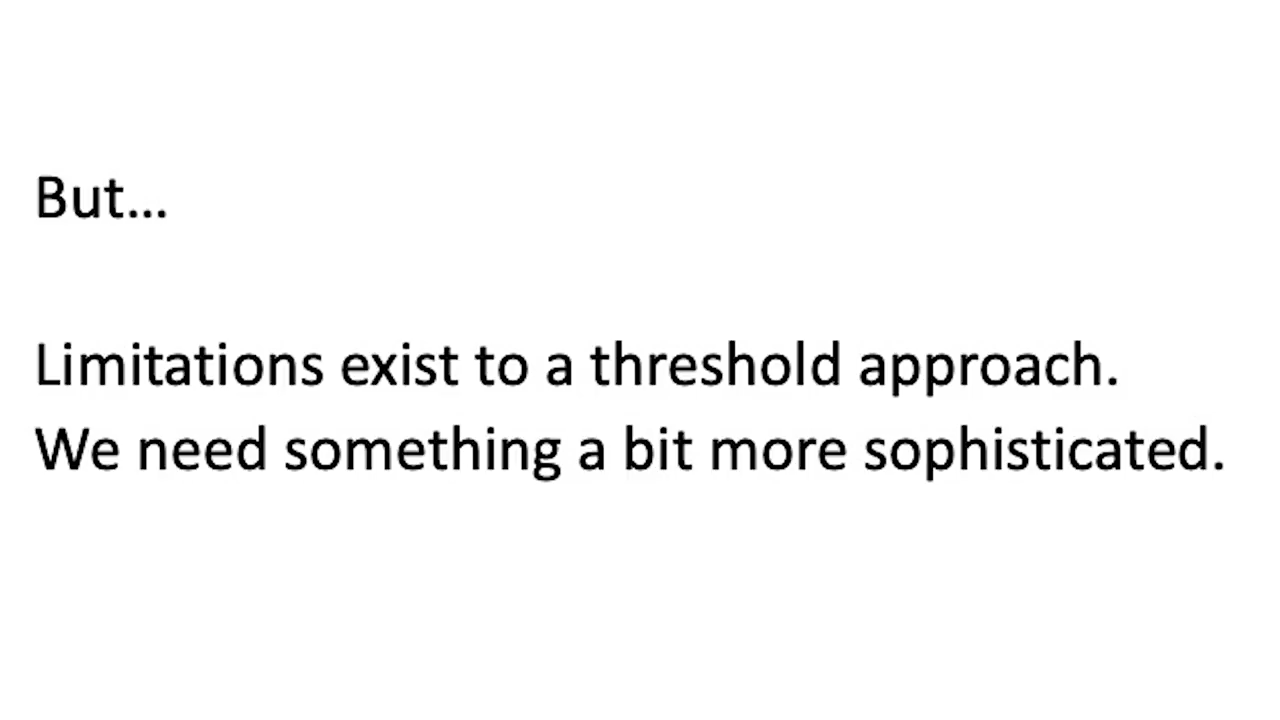 But...
Limitations exist to a threshold approach.
We need something a bit more sophisticated.